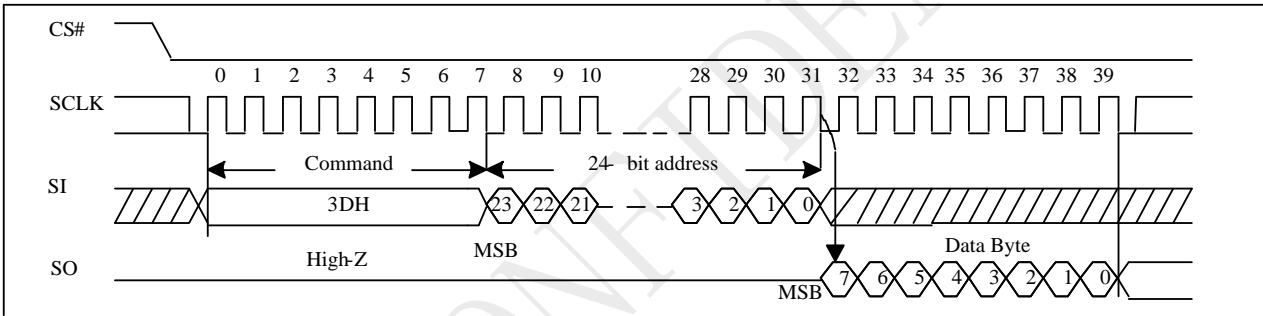 CS#
0 1 2 3 4 5 6 7 8 9 10 28 29 30 31 32 33 34 35 36 37 38 39
SCLK
Command 24- bit address
SI
3DH 23 22 21 3 2 1 0
High-Z MSB Data Byte
SO
MSB 7 6 5 4 3 2 1 0